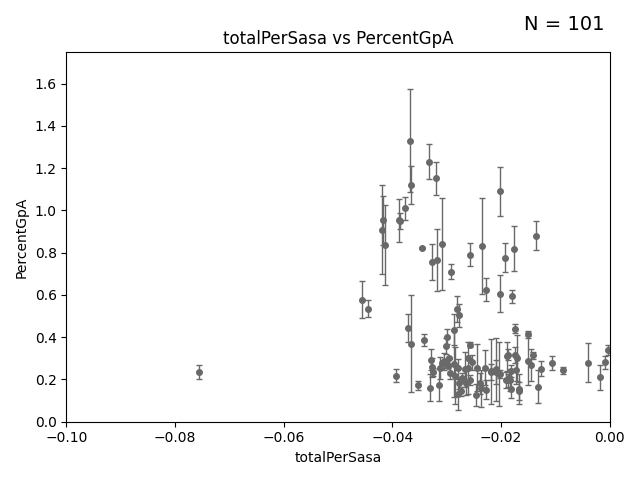 N = 101
totalPerSasa vs PercentGpA
PercentGpA
1.6
1.4
1.2
1.0
0.8
0.6
0.4
0.2
0.0
−0.10 −0.08 −0.06 −0.04 −0.02 0.00
totalPerSasa